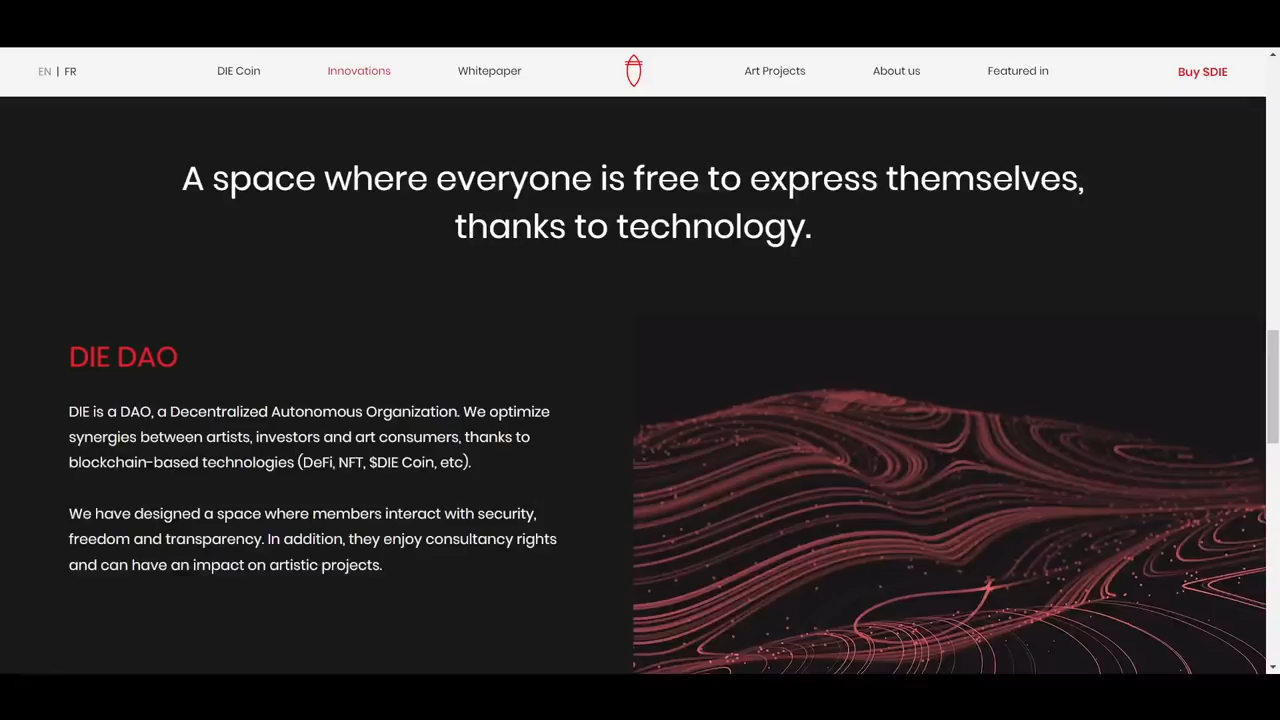 EN | FR
DIE Coin
Innovations
Whitepaper
Art Projects
About us
Featured in
Buy $DIE
A space where everyone is free to express themselves,
thanks to technology.
DIE DAO
DIE is a DAO, a Decentralized Autonomous Organization. We optimize
synergies between artists, investors and art consumers, thanks to
blockchain-based technologies (DeFi, NFT, $DIE Coin, etc).
We have designed a space where members interact with security,
freedom and transparency. In addition, they enjoy consultancy rights
and can have an impact on artistic projects.